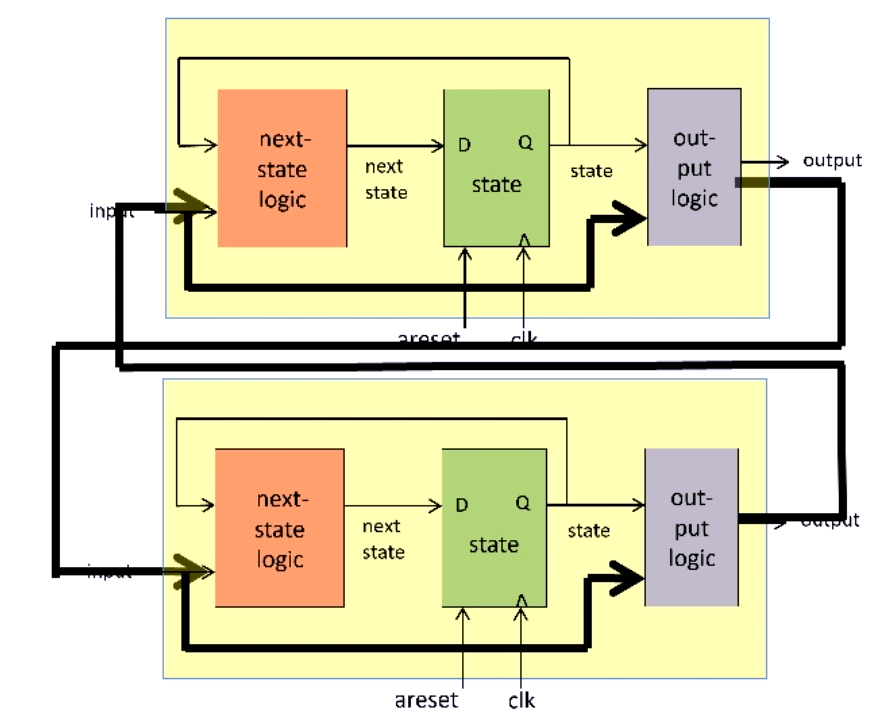 next-
state
logic
next
state
D Q
state
state
out-
put
logic
output
input
areset clk
next-
state
logic
next
state
D Q
state
state
out-
put
logic
output
input
areset clk